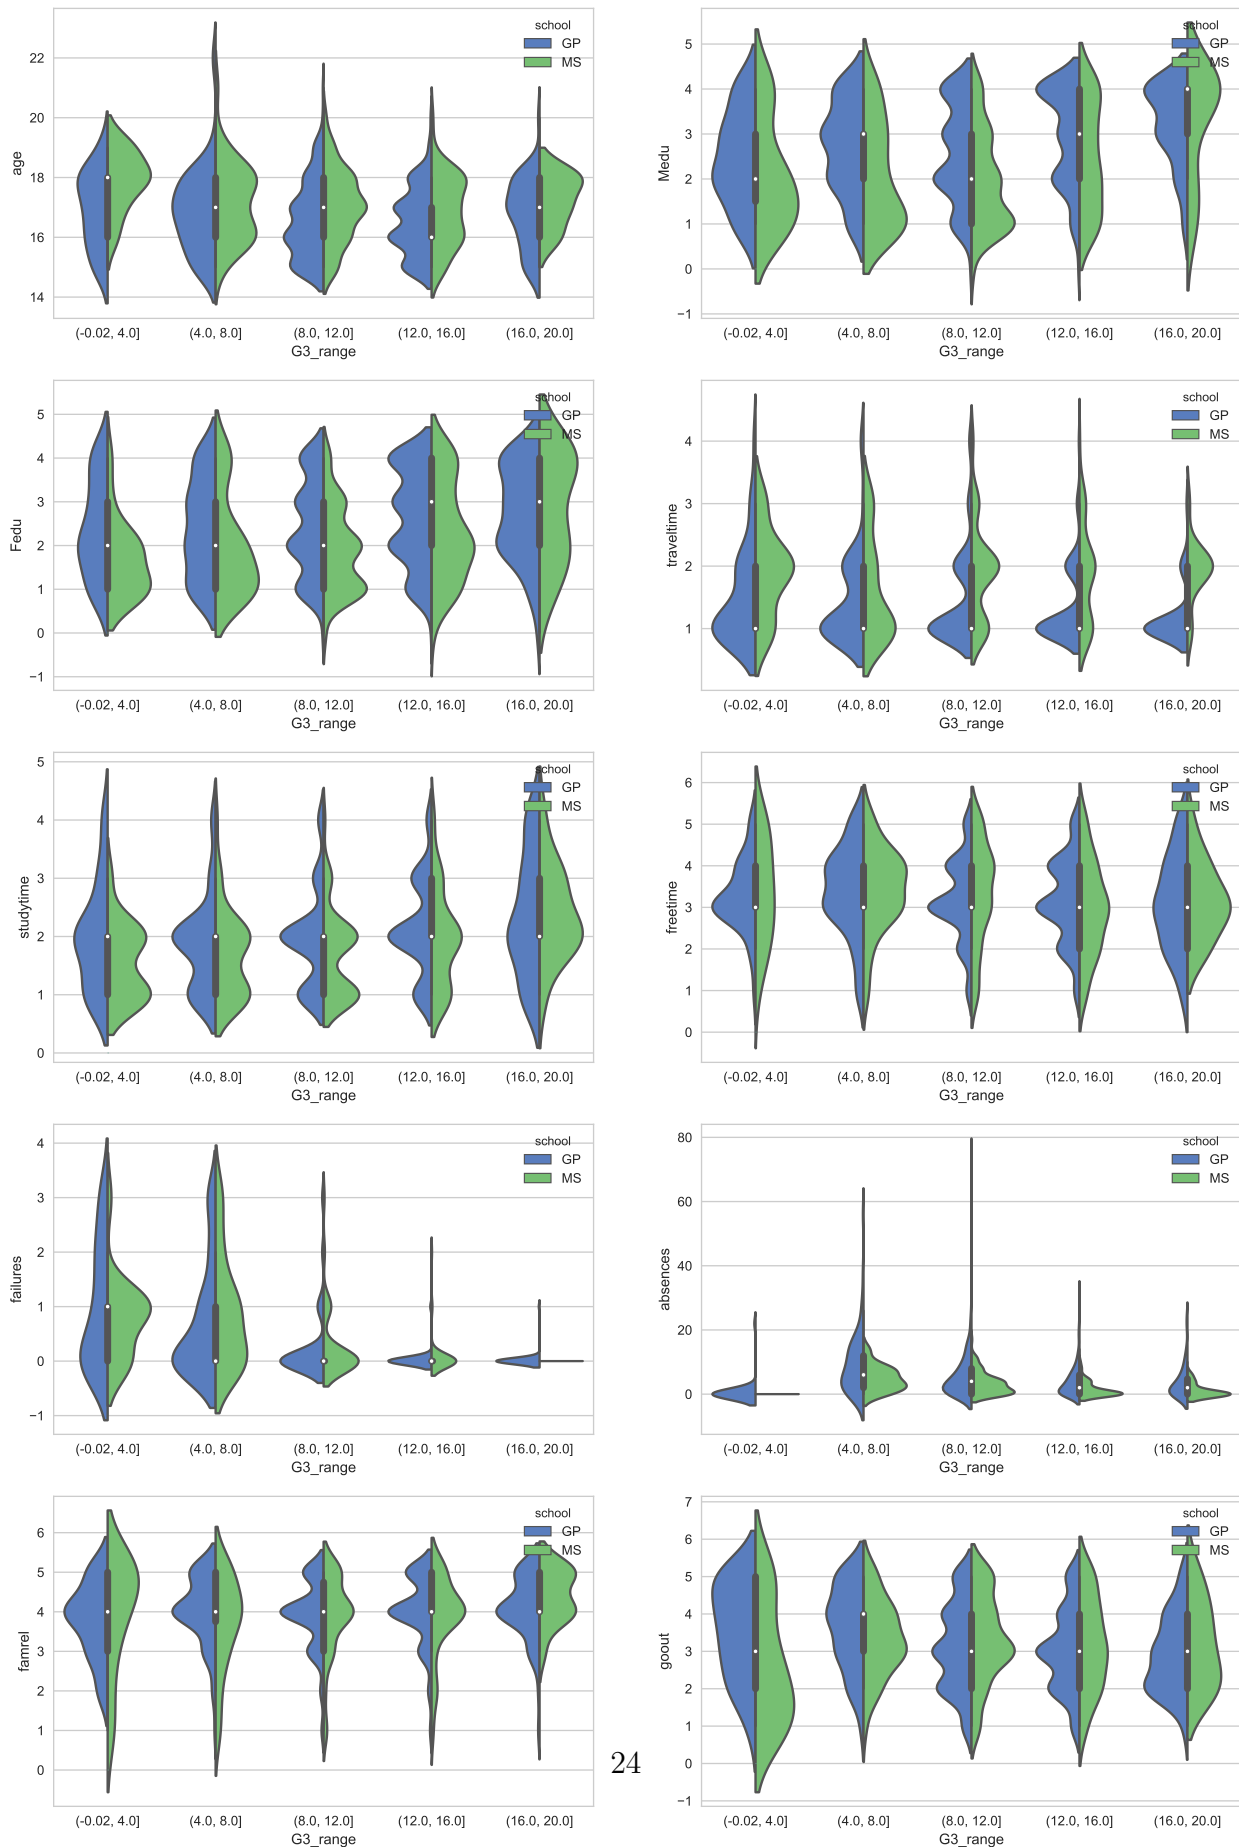 school
GP
MS
22
20
18
16
14
age
(-0.02, 4.0] (4.0, 8.0] (8.0, 12.0] (12.0, 16.0] (16.0, 20.0]
G3_range
school
GP
MS
5
4
3
2
1
0
−1
Medu
(-0.02, 4.0] (4.0, 8.0] (8.0, 12.0] (12.0, 16.0] (16.0, 20.0]
G3_range
school
GP
MS
5
4
3
2
1
0
−1
Fedu
(-0.02, 4.0] (4.0, 8.0] (8.0, 12.0] (12.0, 16.0] (16.0, 20.0]
G3_range
school
GP
MS
4
3
2
1
traveltime
(-0.02, 4.0] (4.0, 8.0] (8.0, 12.0] (12.0, 16.0] (16.0, 20.0]
G3_range
school
GP
MS
5
4
3
2
1
0
studytime
(-0.02, 4.0] (4.0, 8.0] (8.0, 12.0] (12.0, 16.0] (16.0, 20.0]
G3_range
school
GP
MS
6
5
4
3
2
1
0
freetime
(-0.02, 4.0] (4.0, 8.0] (8.0, 12.0] (12.0, 16.0] (16.0, 20.0]
G3_range
school
GP
MS
4
3
2
1
0
−1
failures
(-0.02, 4.0] (4.0, 8.0] (8.0, 12.0] (12.0, 16.0] (16.0, 20.0]
G3_range
school
GP
MS
80
60
40
20
0
absences
(-0.02, 4.0] (4.0, 8.0] (8.0, 12.0] (12.0, 16.0] (16.0, 20.0]
G3_range
school
GP
MS
6
5
4
3
2
1
0
famrel
(-0.02, 4.0] (4.0, 8.0] (8.0, 12.0] (12.0, 16.0] (16.0, 20.0]
G3_range
school
GP
MS
7
6
5
4
3
2
1
0
−1
goout
(-0.02, 4.0] (4.0, 8.0] (8.0, 12.0] (12.0, 16.0] (16.0, 20.0]
G3_range
24